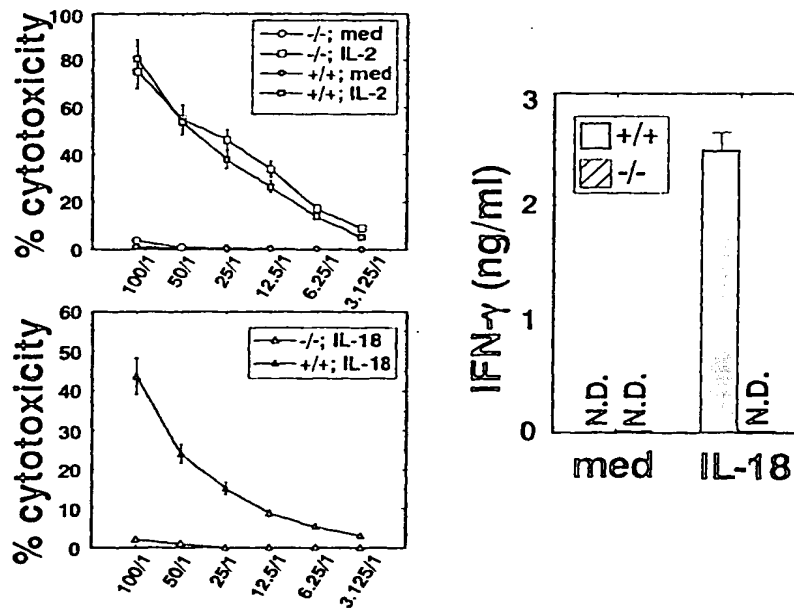 % cytotoxicity
100
80
60
40
20
0
-/-; med
-/-; IL-2
+/+; med
+/+; IL-2
100/1
50/1
25/1
12.5/1
6.25/1
3.125/1
% cytotoxicity
60
50
40
30
20
10
0
-/-; IL-18
+/+; IL-18
100/1
50/1
25/1
12.5/1
6.25/1
3.125/1
IFN-γ (ng/ml)
3
2
1
0
+/+
-/-
N.D.
N.D.
N.D.
med
IL-18